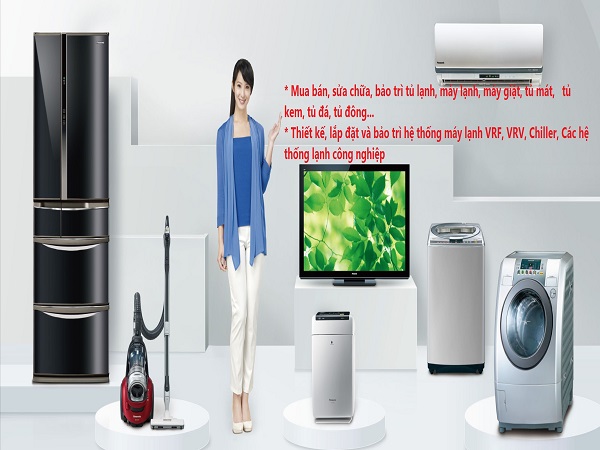 * Mua bán, sửa chữa, bảo trì tủ lạnh, máy lạnh, máy giặt, tủ mát, tủ
kem, tủ đá, tủ đông...
* Thiết kế, lắp đặt và bảo trì hệ thống máy lạnh VRF, VRV, Chiller, Các hệ
thống lạnh công nghiệp